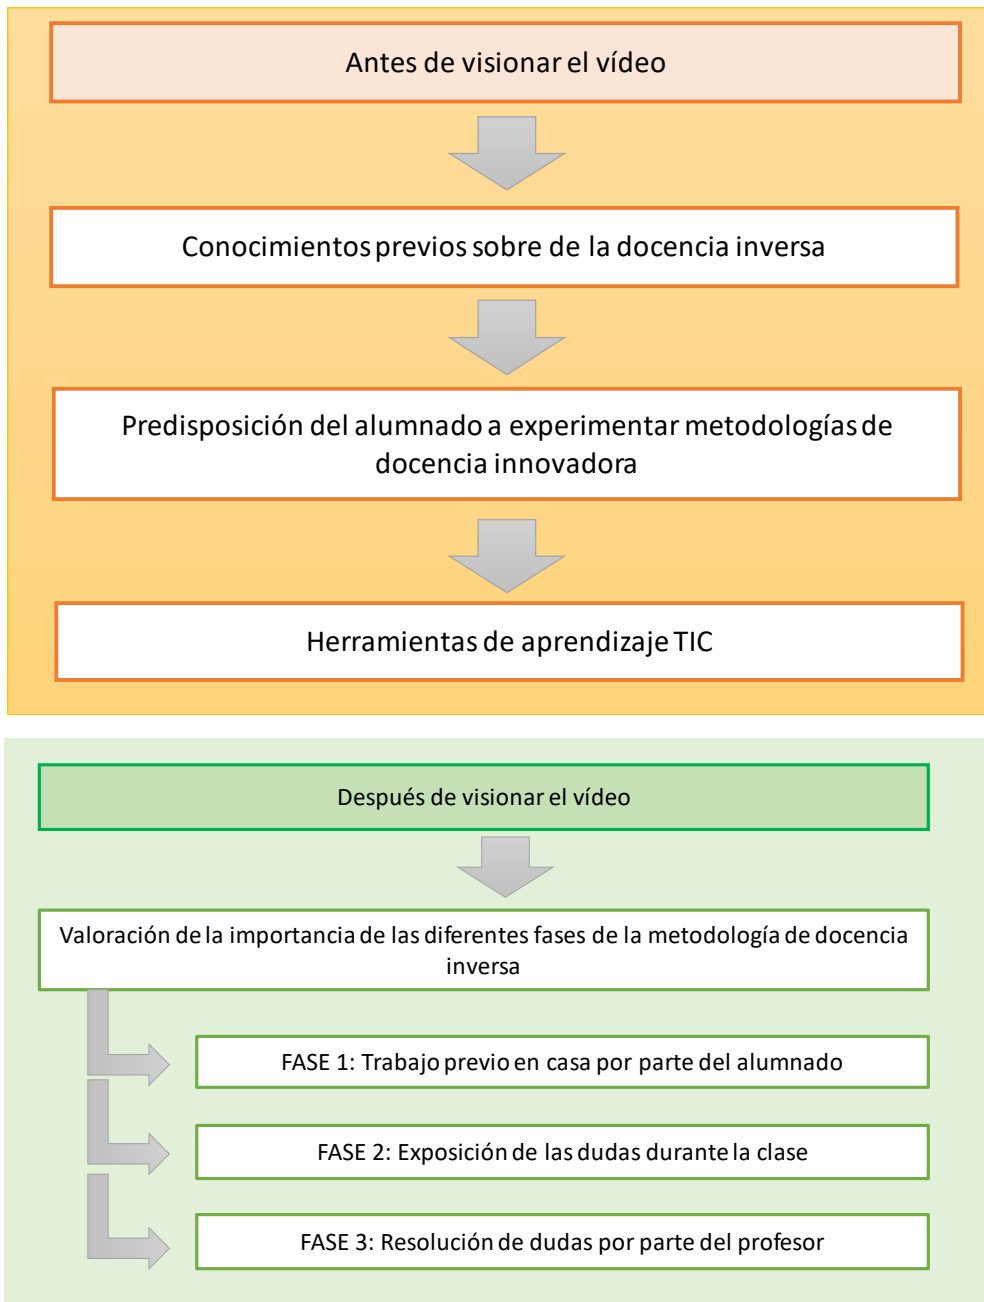 Antes de visionar el vídeo
Conocimientos previos sobre de la docencia inversa
Predisposición del alumnado a experimentar metodologías de
docencia innovadora
Herramientas de aprendizaje TIC
Después de visionar el vídeo
Valoración de la importancia de las diferentes fases de la metodología de docencia
inversa
FASE 1: Trabajo previo en casa por parte del alumnado
FASE 2: Exposición de las dudas durante la clase
FASE 3: Resolución de dudas por parte del profesor